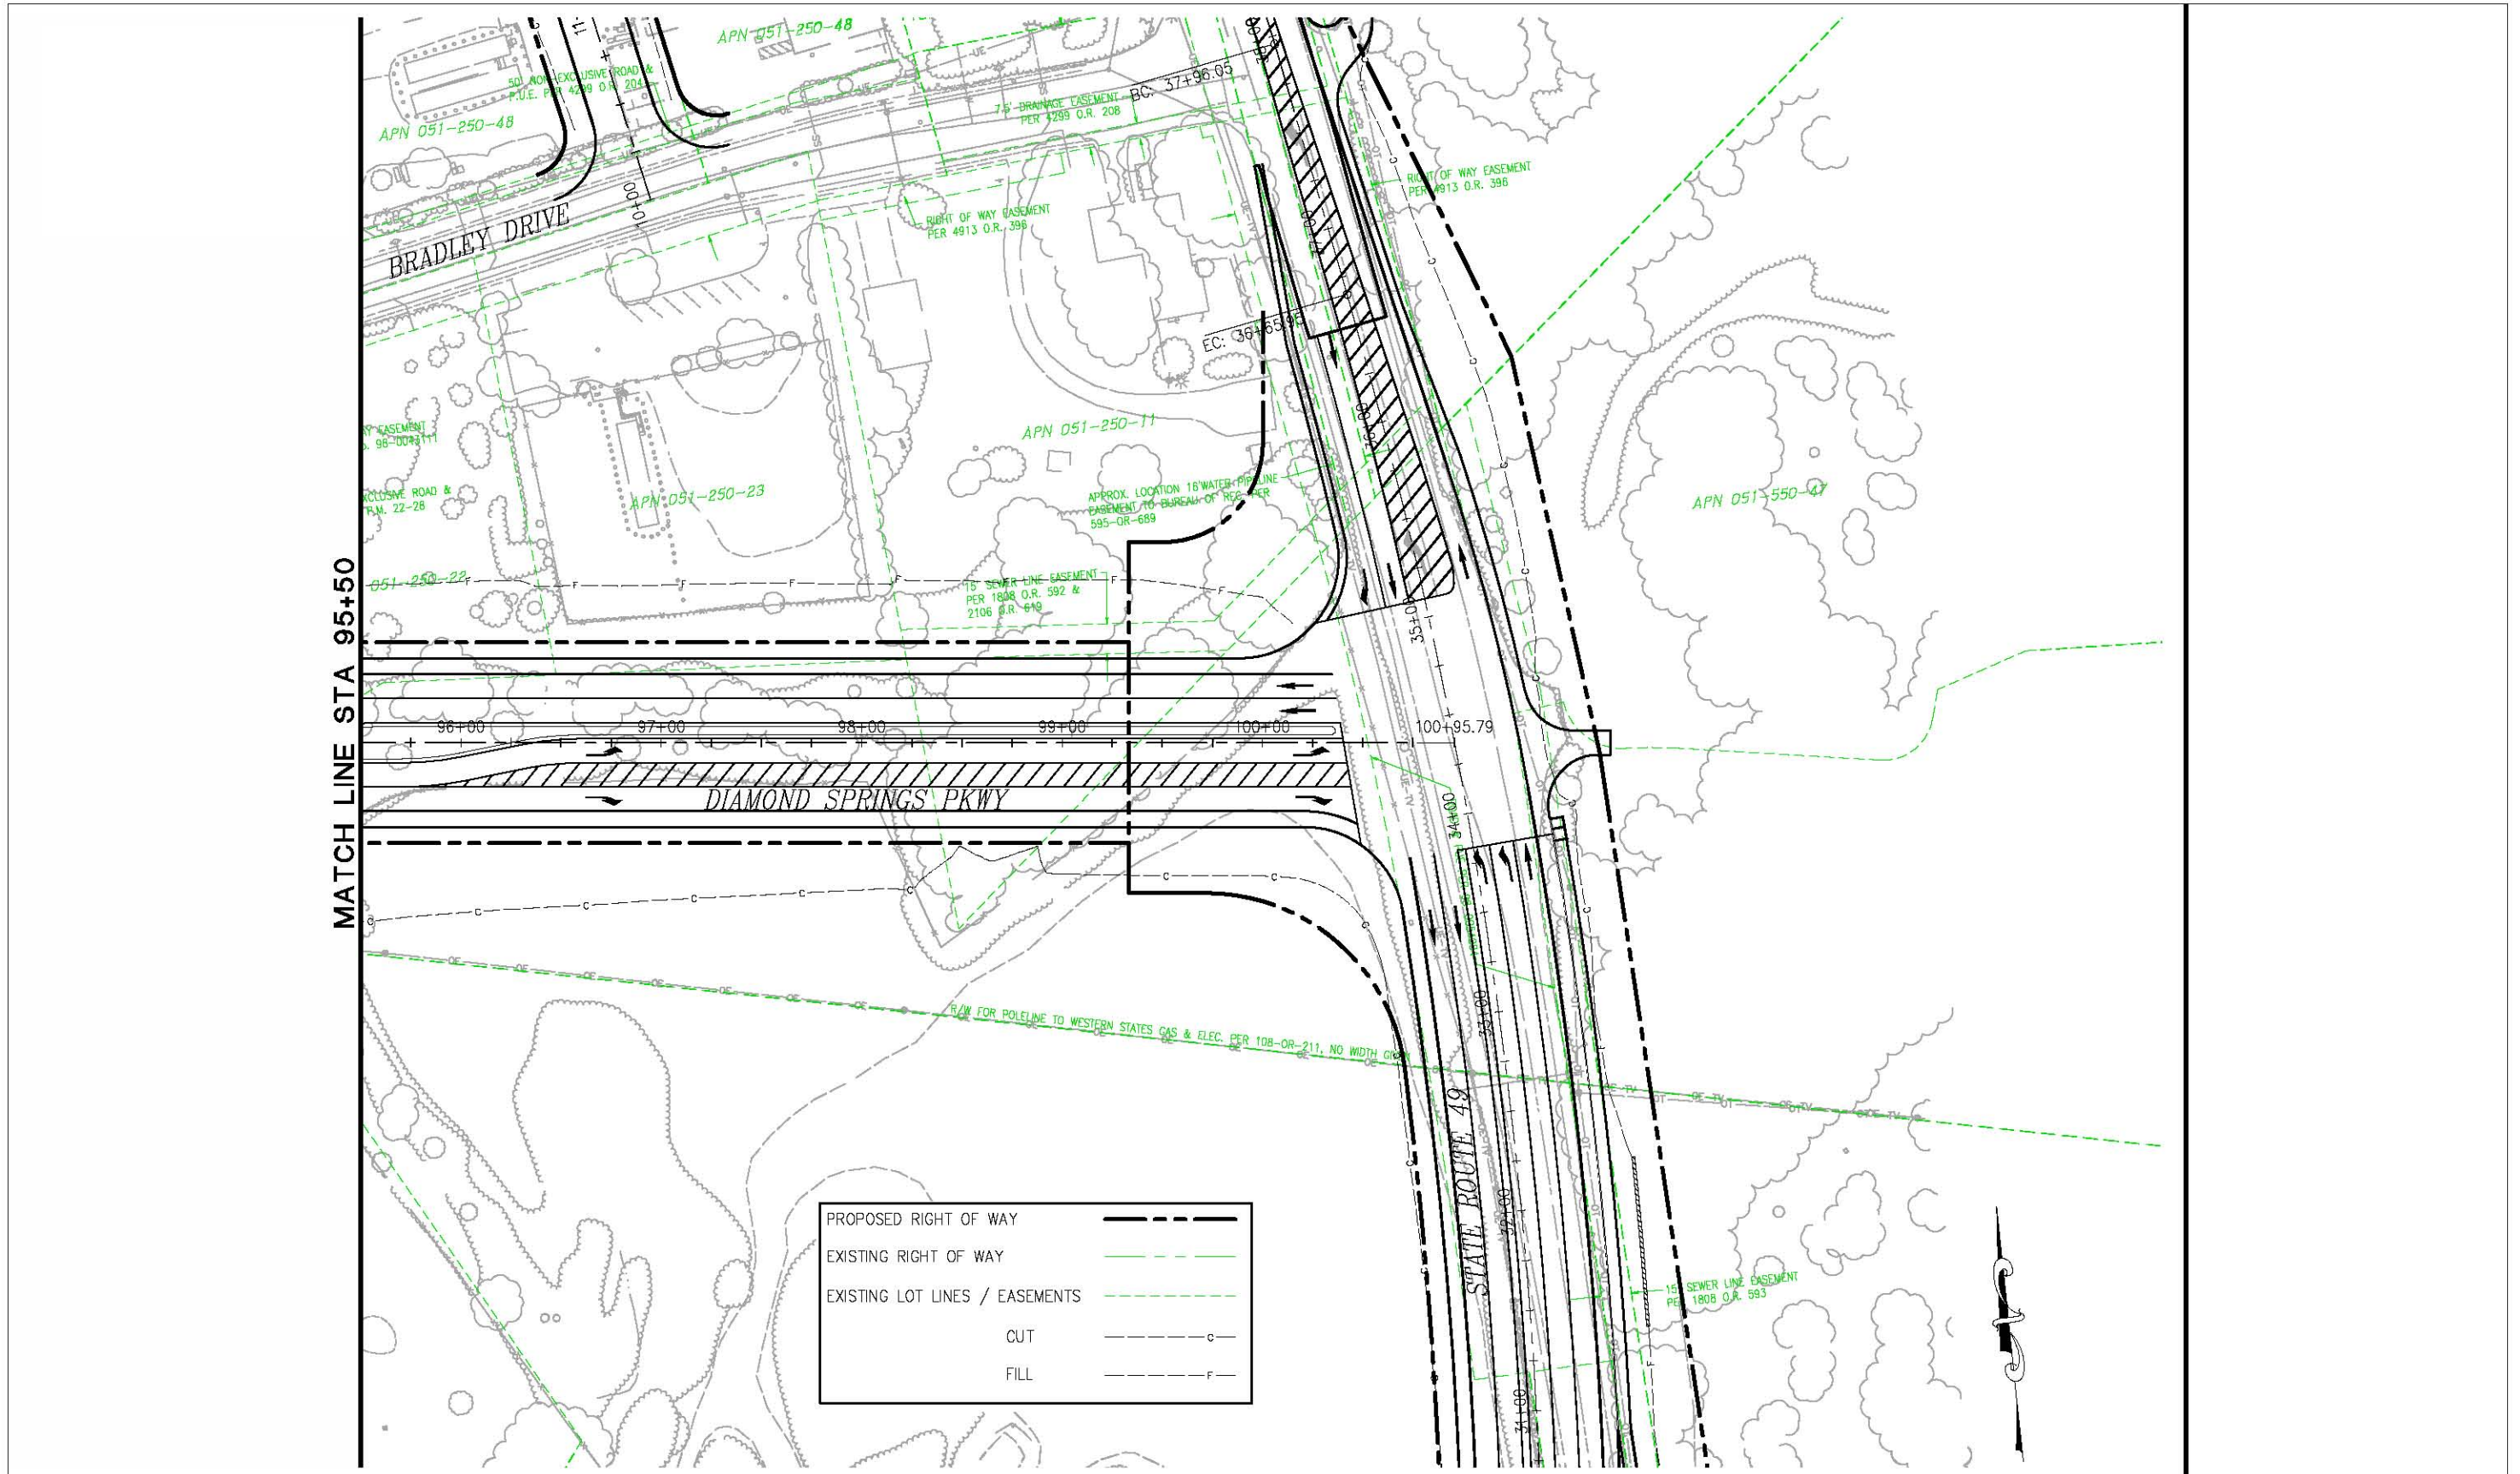 APN 051-250-48
50' NON-EXCLUSIVE ROAD &
P.U.E. PER 4299 O.R. 204
APN 051-250-48
7.5' DRAINAGE EASEMENT
PER 4299 O.R. 208
BC: 37+96.05
RIGHT OF WAY EASEMENT
PER 4913 O.R. 396
10+00
BRADLEY DRIVE
RIGHT OF WAY EASEMENT
PER 4913 O.R. 396
37+00
EC: 36+65.95
36+00
APN 051-250-11
98-0043111
APN 051-250-23
APPROX. LOCATION 16'WATER PIPELINE
EASEMENT TO BUREAU OF REC. PER
595-OR-689
APN 051-550-47
EXCLUSIVE ROAD &
P.M. 22-28
051-250-22
15' SEWER LINE EASEMENT
PER 1808 O.R. 592 &
2106 O.R. 619
35+00
MATCH LINE STA 95+50
96+00
97+00
98+00
99+00
100+00
100+95.79
DIAMOND SPRINGS PKWY
34+00
R/W FOR POLELINE TO WESTERN STATES GAS & ELEC. PER 108-OR-211, NO WIDTH
33+00
STATE ROUTE 49
32+00
31+00
15' SEWER LINE EASEMENT
PER 1808 O.R. 593
PROPOSED RIGHT OF WAY
EXISTING RIGHT OF WAY
EXISTING LOT LINES / EASEMENTS
CUT
C
FILL
F